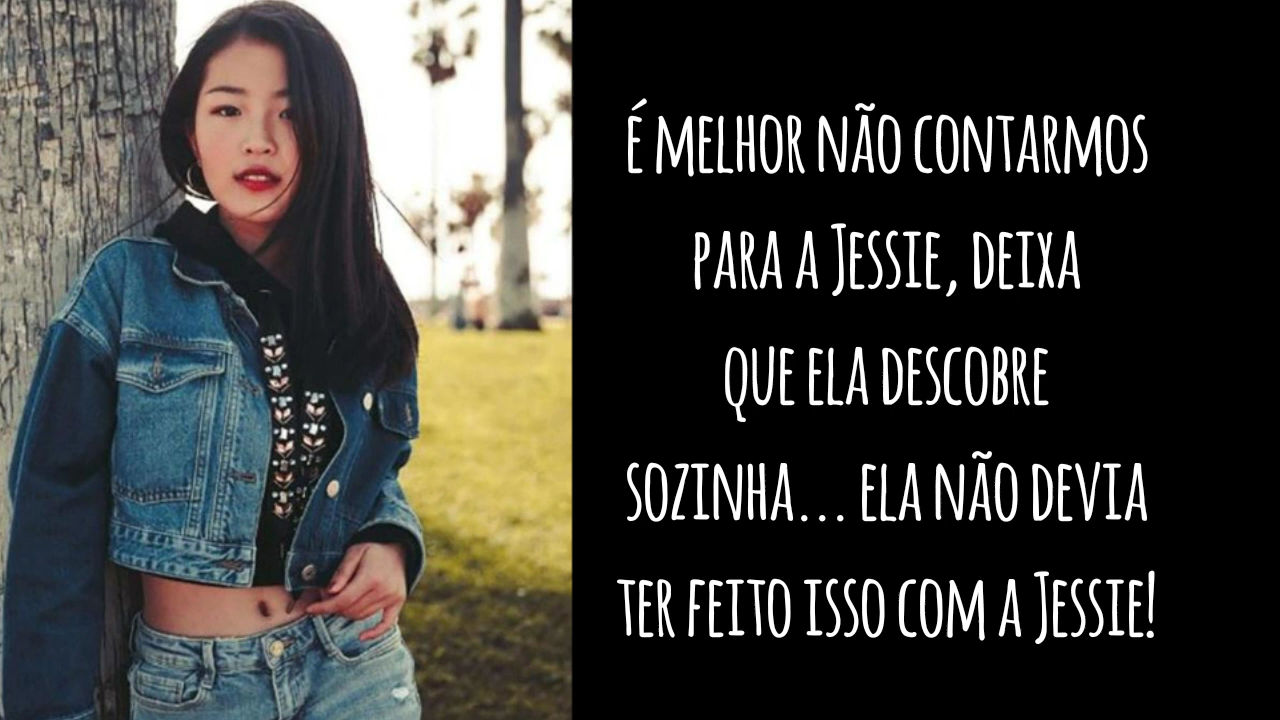 É MELHOR NÃO CONTARMOS
PARA A JESSIE, DEIXA
QUE ELA DESCOBRE
SOZINHA... ELA NÃO DEVIA
TER FEITO ISSO COM A JESSIE!